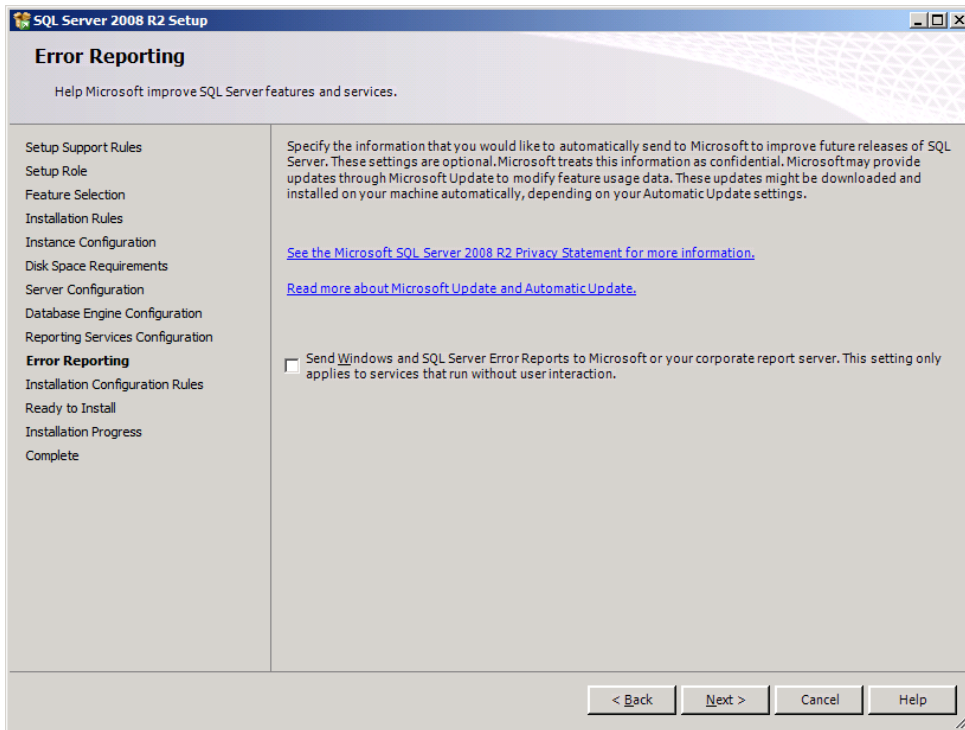 SQL Server 2008 R2 Setup
Error Reporting
Help Microsoft improve SQL Server features and services.
Setup Support Rules
Setup Role
Feature Selection
Installation Rules
Instance Configuration
Disk Space Requirements
Server Configuration
Database Engine Configuration
Reporting Services Configuration
Error Reporting
Installation Configuration Rules
Ready to Install
Installation Progress
Complete
Specify the information that you would like to automatically send to Microsoft to improve future releases of SQL
Server. These settings are optional.Microsoft treats this information as confidential. Microsoft may provide
updates through Microsoft Update to modify feature usage data. These updates might be downloaded and
installed on your machine automatically, depending on your Automatic Update settings.
See the Microsoft SQL Server 2008 R2 Privacy Statement for more information.
Read more about Microsoft Update and Automatic Update.
Send Windows and SQL Server Error Reports to Microsoft or your corporate report server. This setting only
applies to services that run without user interaction.
< Back
Next >
Cancel
Help